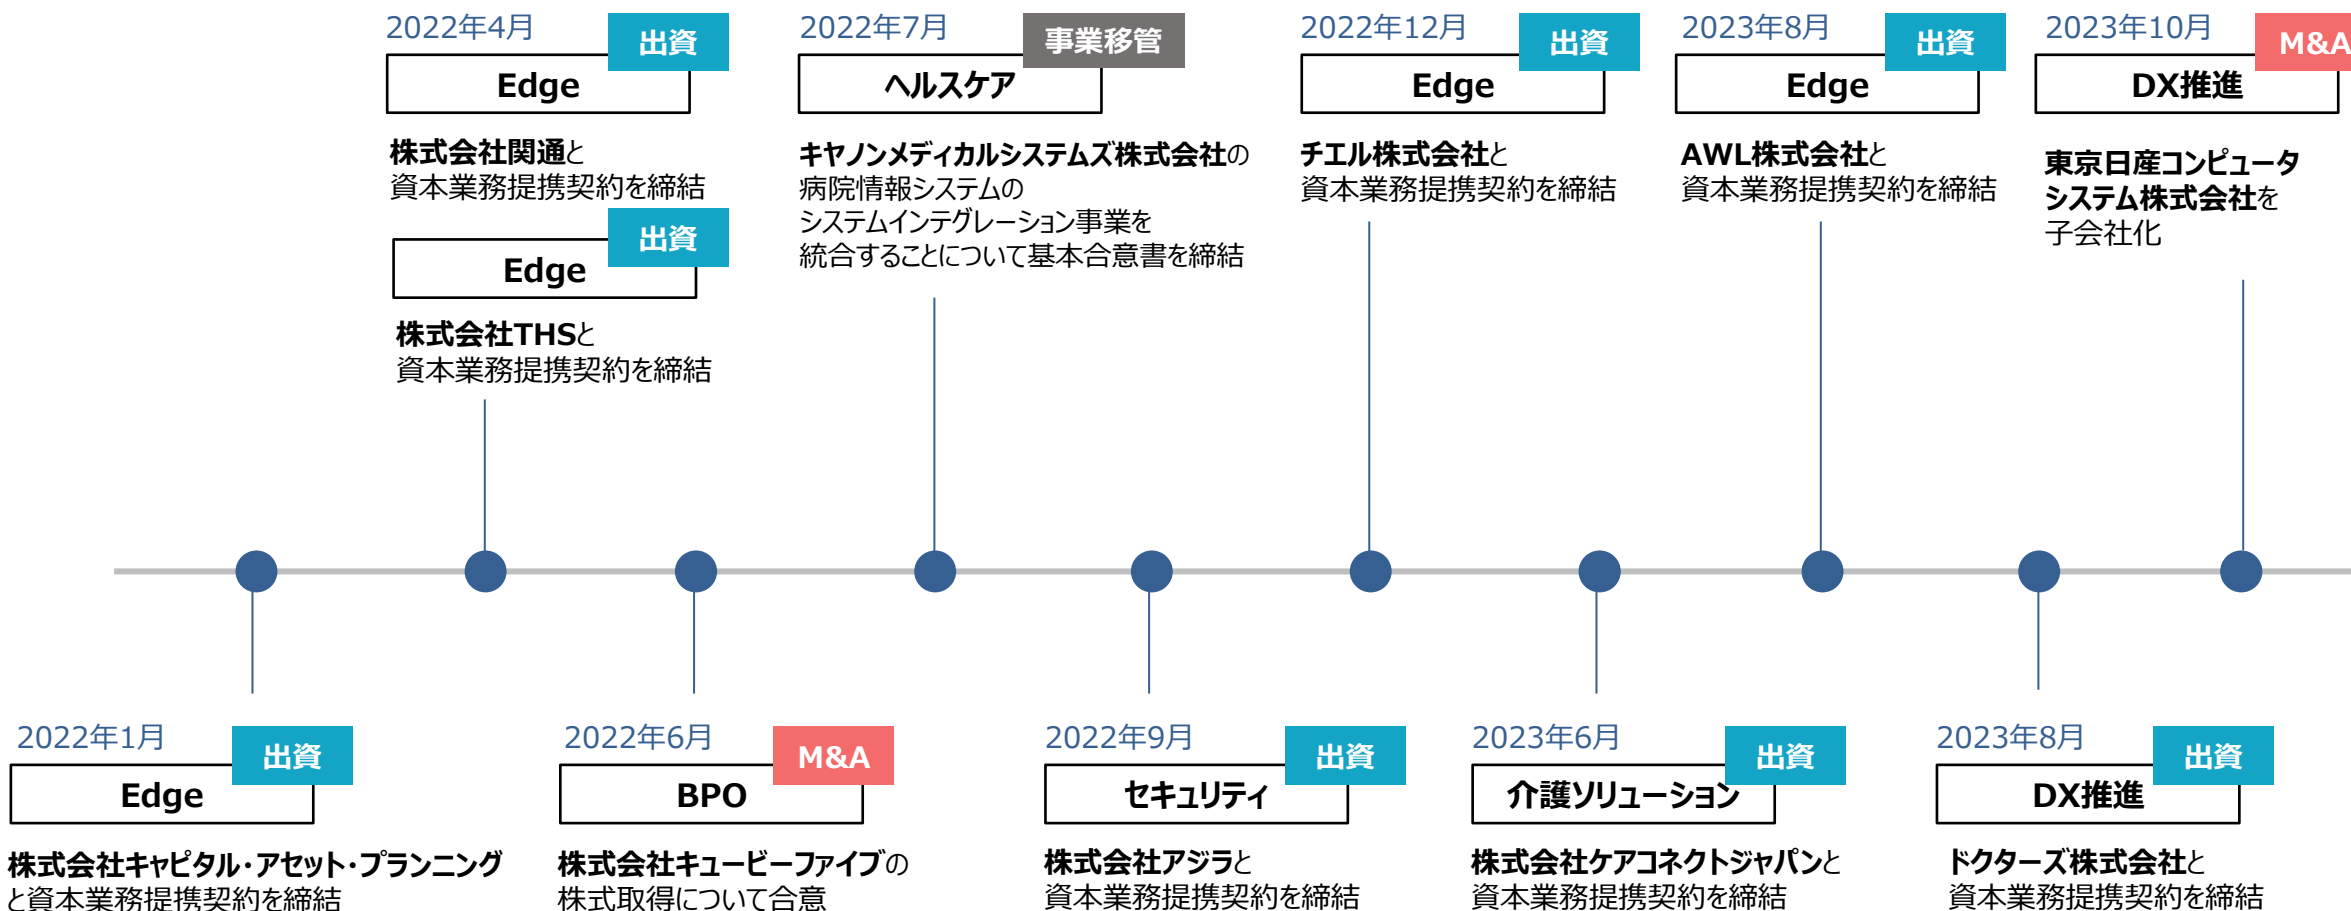 2022年4月
出資
Edge
株式会社関通と
資本業務提携契約を締結
出資
Edge
株式会社THSと
資本業務提携契約を締結
2022年7月
事業移管
ヘルスケア
キヤノンメディカルシステムズ株式会社の
病院情報システムの
システムインテグレーション事業を
統合することについて基本合意書を締結
2022年12月
出資
Edge
チエル株式会社と
資本業務提携契約を締結
2023年8月
出資
Edge
AWL株式会社と
資本業務提携契約を締結
2023年10月
M&A
DX推進
東京日産コンピュータ
システム株式会社を
子会社化
2022年1月
出資
Edge
株式会社キャピタル・アセット・プランニング
と資本業務提携契約を締結
2022年6月
M&A
BPO
株式会社キュービーファイブの
株式取得について合意
2022年9月
出資
セキュリティ
株式会社アジラと
資本業務提携契約を締結
2023年6月
出資
介護ソリューション
株式会社ケアコネクトジャパンと
資本業務提携契約を締結
2023年8月
出資
DX推進
ドクターズ株式会社と
資本業務提携契約を締結